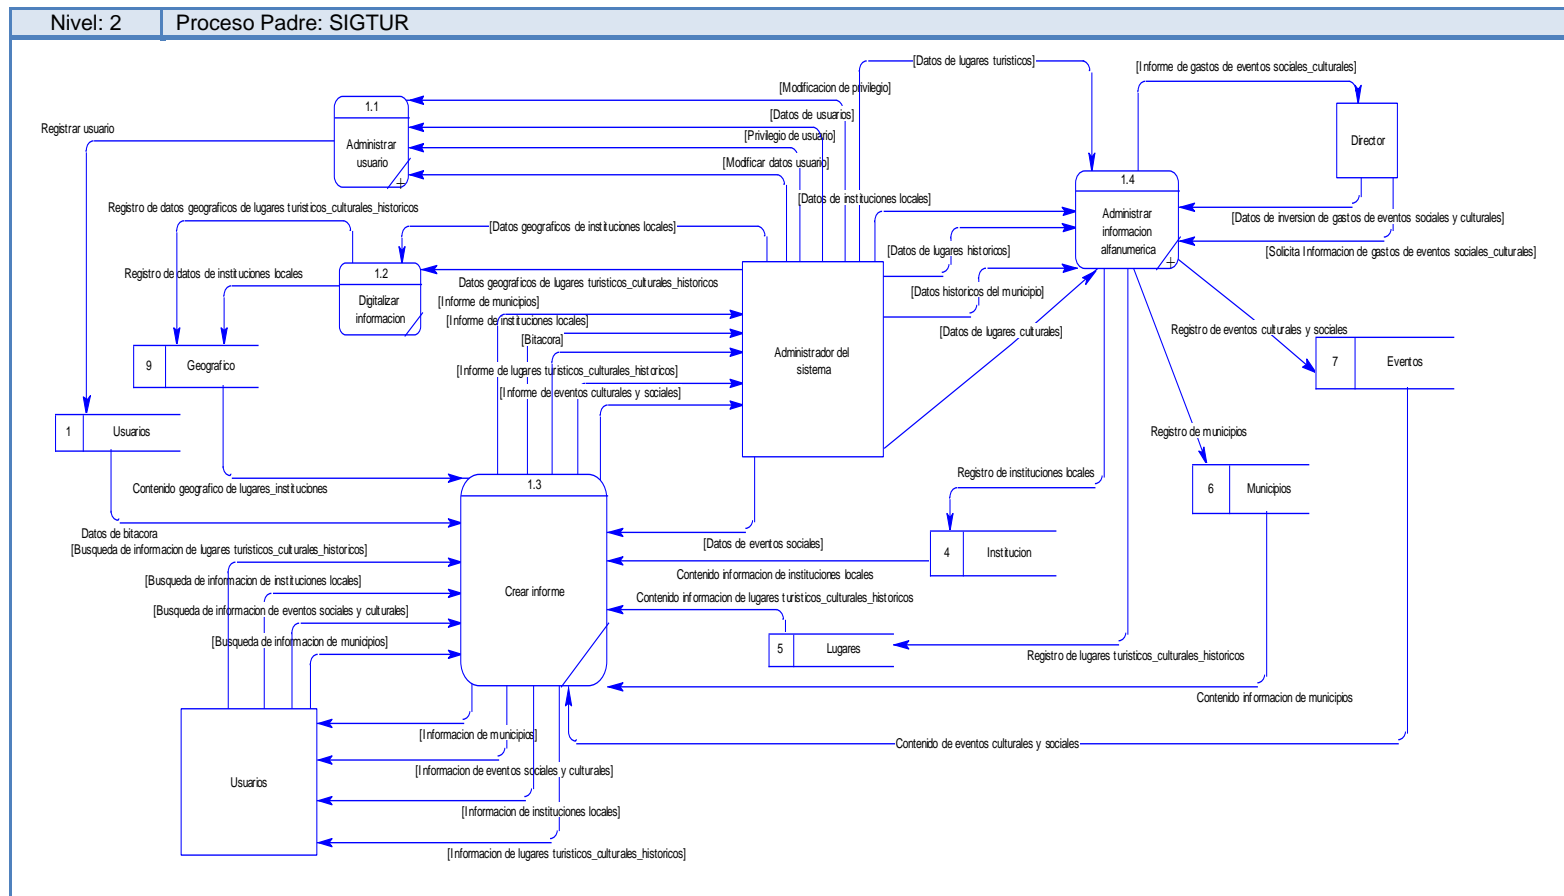 Nivel: 2
Proceso Padre: SIGTUR
[Datos de lugares turisticos]
[Informe de gastos de eventos sociales_culturales]
[Modificacion de privilegio]
1.1
Administrar
usuario
+
Registrar usuario
[Datos de usuarios]
[Privilegio de usuario]
[Modificar datos usuario]
Director
1.4
Administrar
informacion
alfanumerica
+
[Datos de instituciones locales]
Registro de datos geograficos de lugares turisticos_culturales_historicos
[Datos geograficos de instituciones locales]
[Datos de inversion de gastos de eventos sociales y culturales]
[Datos de lugares historicos]
[Solicita Informacion de gastos de eventos sociales_culturales]
Registro de datos de instituciones locales
1.2
Digitalizar
informacion
Datos geograficos de lugares turisticos_culturales_historicos
[Datos historicos del municipio]
[Informe de municipios]
[Informe de instituciones locales]
[Bitacora]
[Datos de lugares culturales]
Registro de eventos culturales y sociales
Administrador del
sistema
9
Geografico
7
Eventos
[Informe de lugares turisticos_culturales_historicos]
[Informe de eventos culturales y sociales]
1
Usuarios
Registro de municipios
Registro de instituciones locales
Contenido geografico de lugares_instituciones
1.3
Crear informe
6
Municipios
Datos de bitacora
[Busqueda de informacion de lugares turisticos_culturales_historicos]
[Datos de eventos sociales]
4
Institucion
Contenido informacion de instituciones locales
[Busqueda de informacion de instituciones locales]
Contenido informacion de lugares turisticos_culturales_historicos
[Busqueda de informacion de eventos sociales y culturales]
[Busqueda de informacion de municipios]
5
Lugares
Registro de lugares turisticos_culturales_historicos
Contenido informacion de municipios
[Informacion de municipios]
Contenido de eventos culturales y sociales
[Informacion de eventos sociales y culturales]
Usuarios
[Informacion de instituciones locales]
[Informacion de lugares turisticos_culturales_historicos]